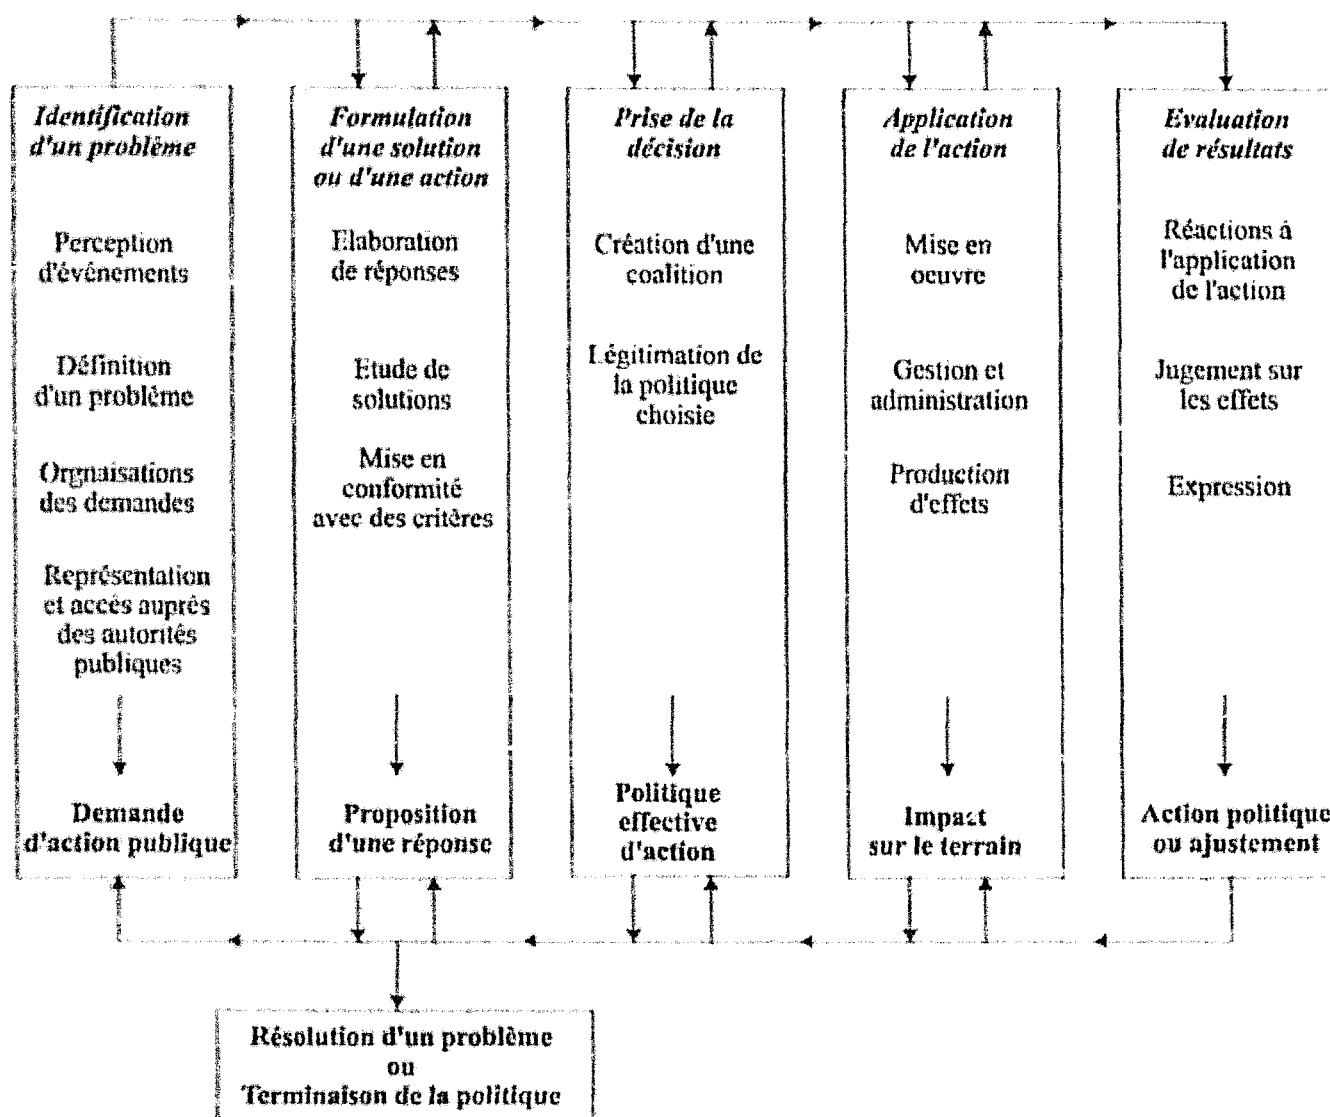 Identification
d'un problème
Perception
d'événements
Définition
d'un problème
Orgnaisations
des demandes
Représentation
et accès auprès
des autorités
publiques
Demande
d'action publique
Formulation
d'une solution
ou d'une action
Elaboration
de réponses
Etude de
solutions
Mise en
conformité
avec des critères
Proposition
d'une réponse
Prise de la
décision
Création d'une
coalition
Légitimation de
la politique
choisie
Politique
effective
d'action
Application
de l'action
Mise en
oeuvre
Gestion et
administration
Production
d'effets
Impact
sur le terrain
Evaluation
de résultats
Réactions à
l'application
de l'action
Jugement sur
les effets
Expression
Action politique
ou ajustement
Résolution d'un problème
ou
Terminaison de la politique